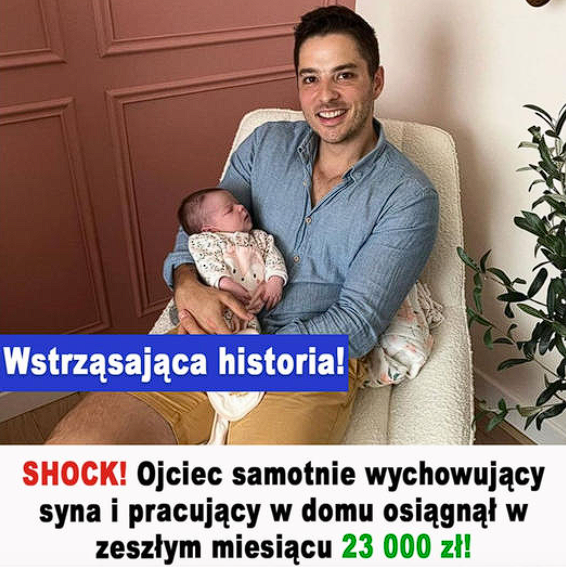 Wstrząsająca historia!
SHOCK! Ojciec samotnie wychowujący
syna i pracujący w domu osiągnął w
zeszłym miesiącu 23 000 zł!